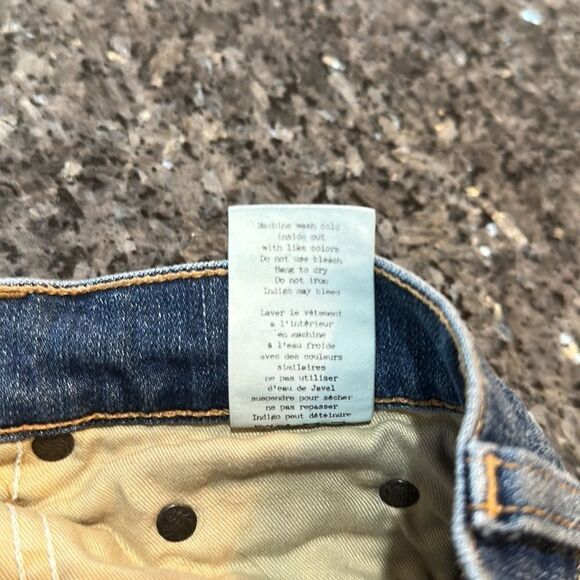 Machine wash cold
inside out
with like colors
Do not use bleach
Hang to dry
Do not iron
Indigo may bleed
Laver le vêtement
à l'intérieur
en machine
à l'eau froide
avec des couleurs
similaires
ne pas utiliser
d'eau de Javel
suspendre pour sécher
ne pas repasser
Indigo peut déteindre